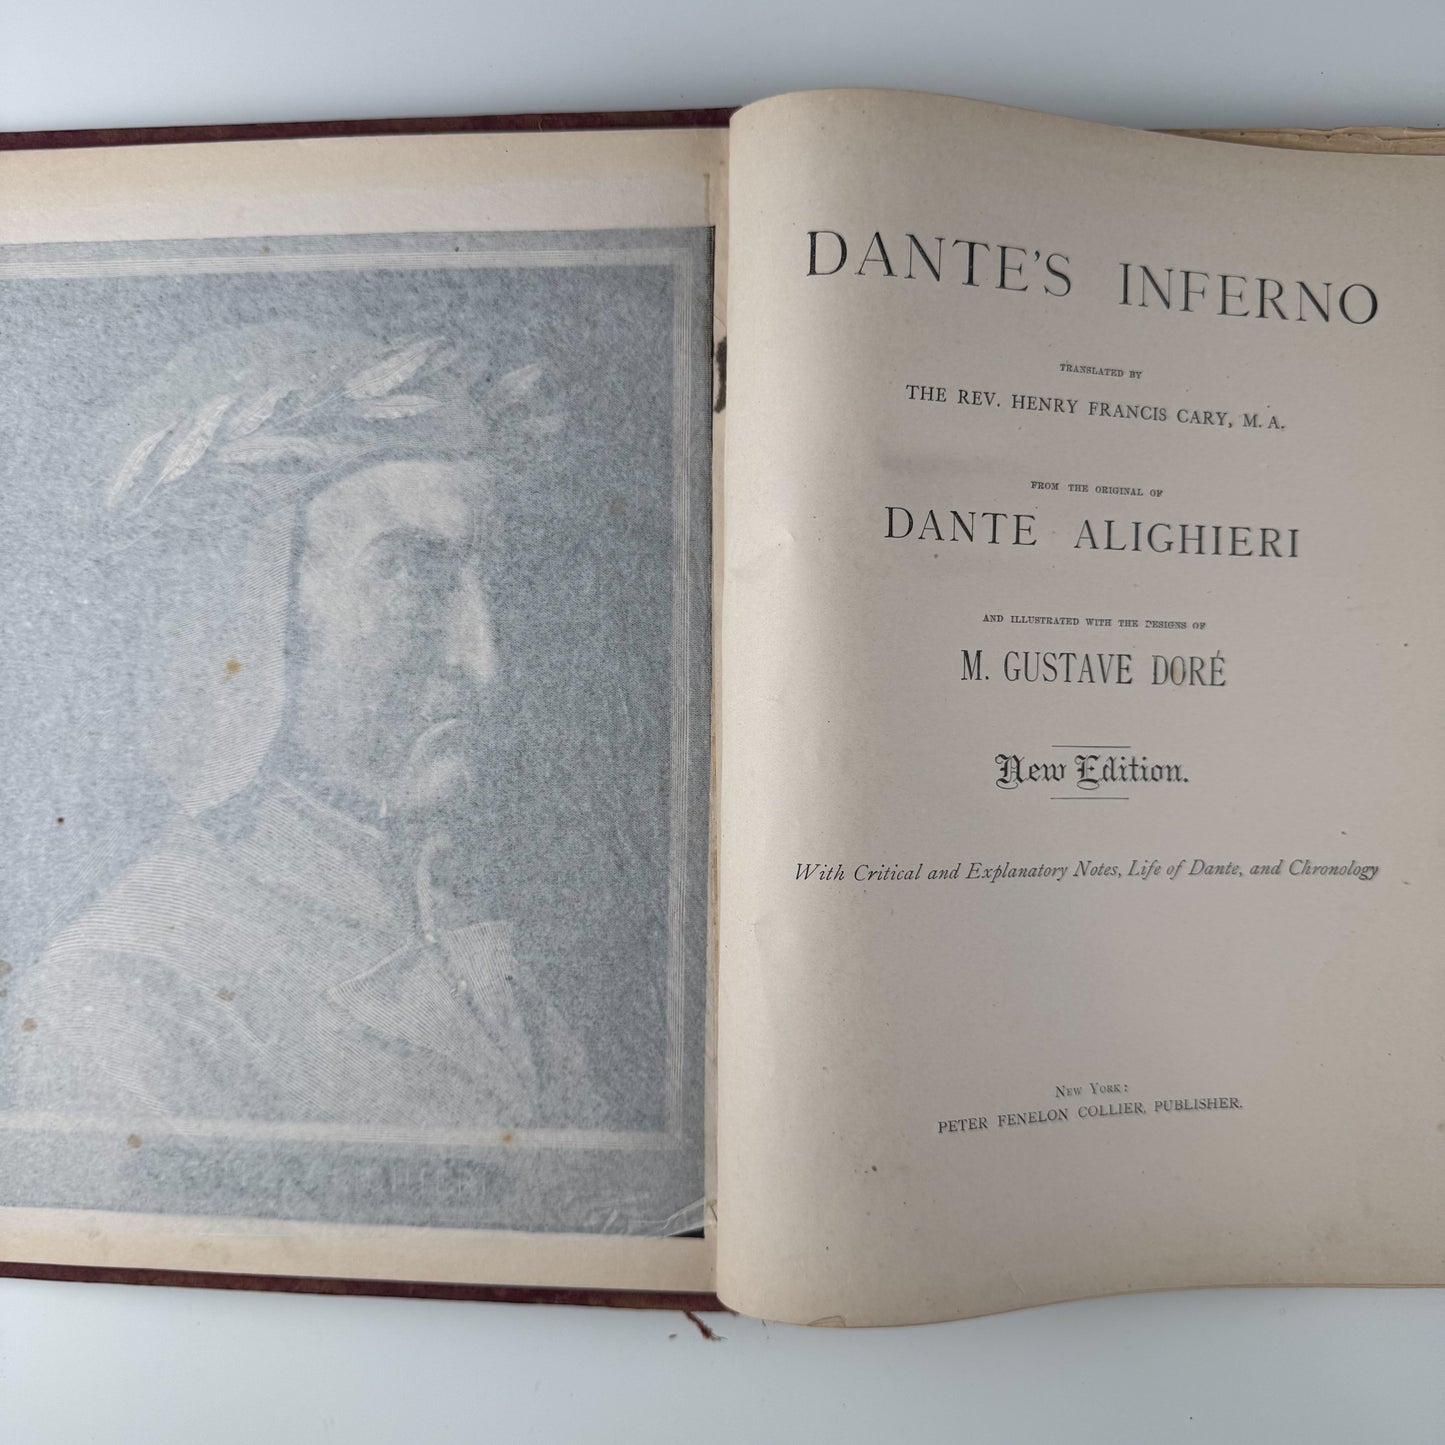 DANTE'S INFERNO
TRANSLATED BY
THE REV. HENRY FRANCIS CARY, M. A.
FROM THE ORIGINAL OF
DANTE ALIGHIERI
AND ILLUSTRATED WITH THE DESIGNS OF
M. GUSTAVE DORÉ
New Edition.
With Critical and Explanatory Notes, Life of Dante, and Chronology
NEW YORK:
PETER FENELON COLLIER, PUBLISHER.